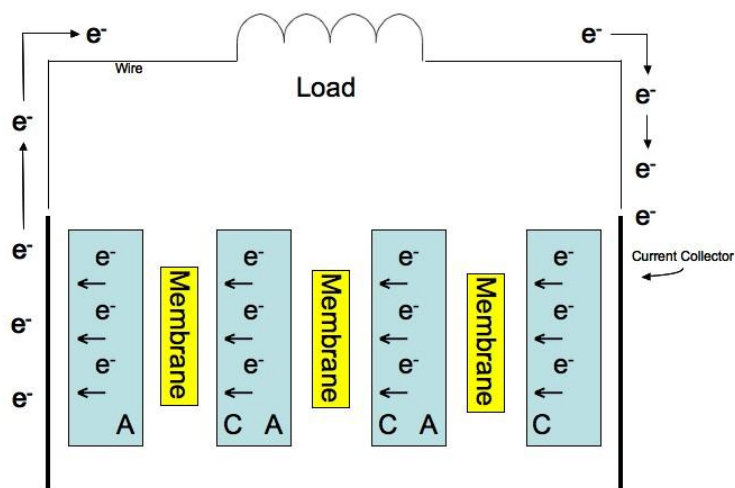 e- e-
Wire
Load
e-
e-
e-
e-
e-
Current Collector
e- e- e- e-
Membrane Membrane Membrane
e-
e- e- e- e-
e- e- e- e-
e-
A C A C A C